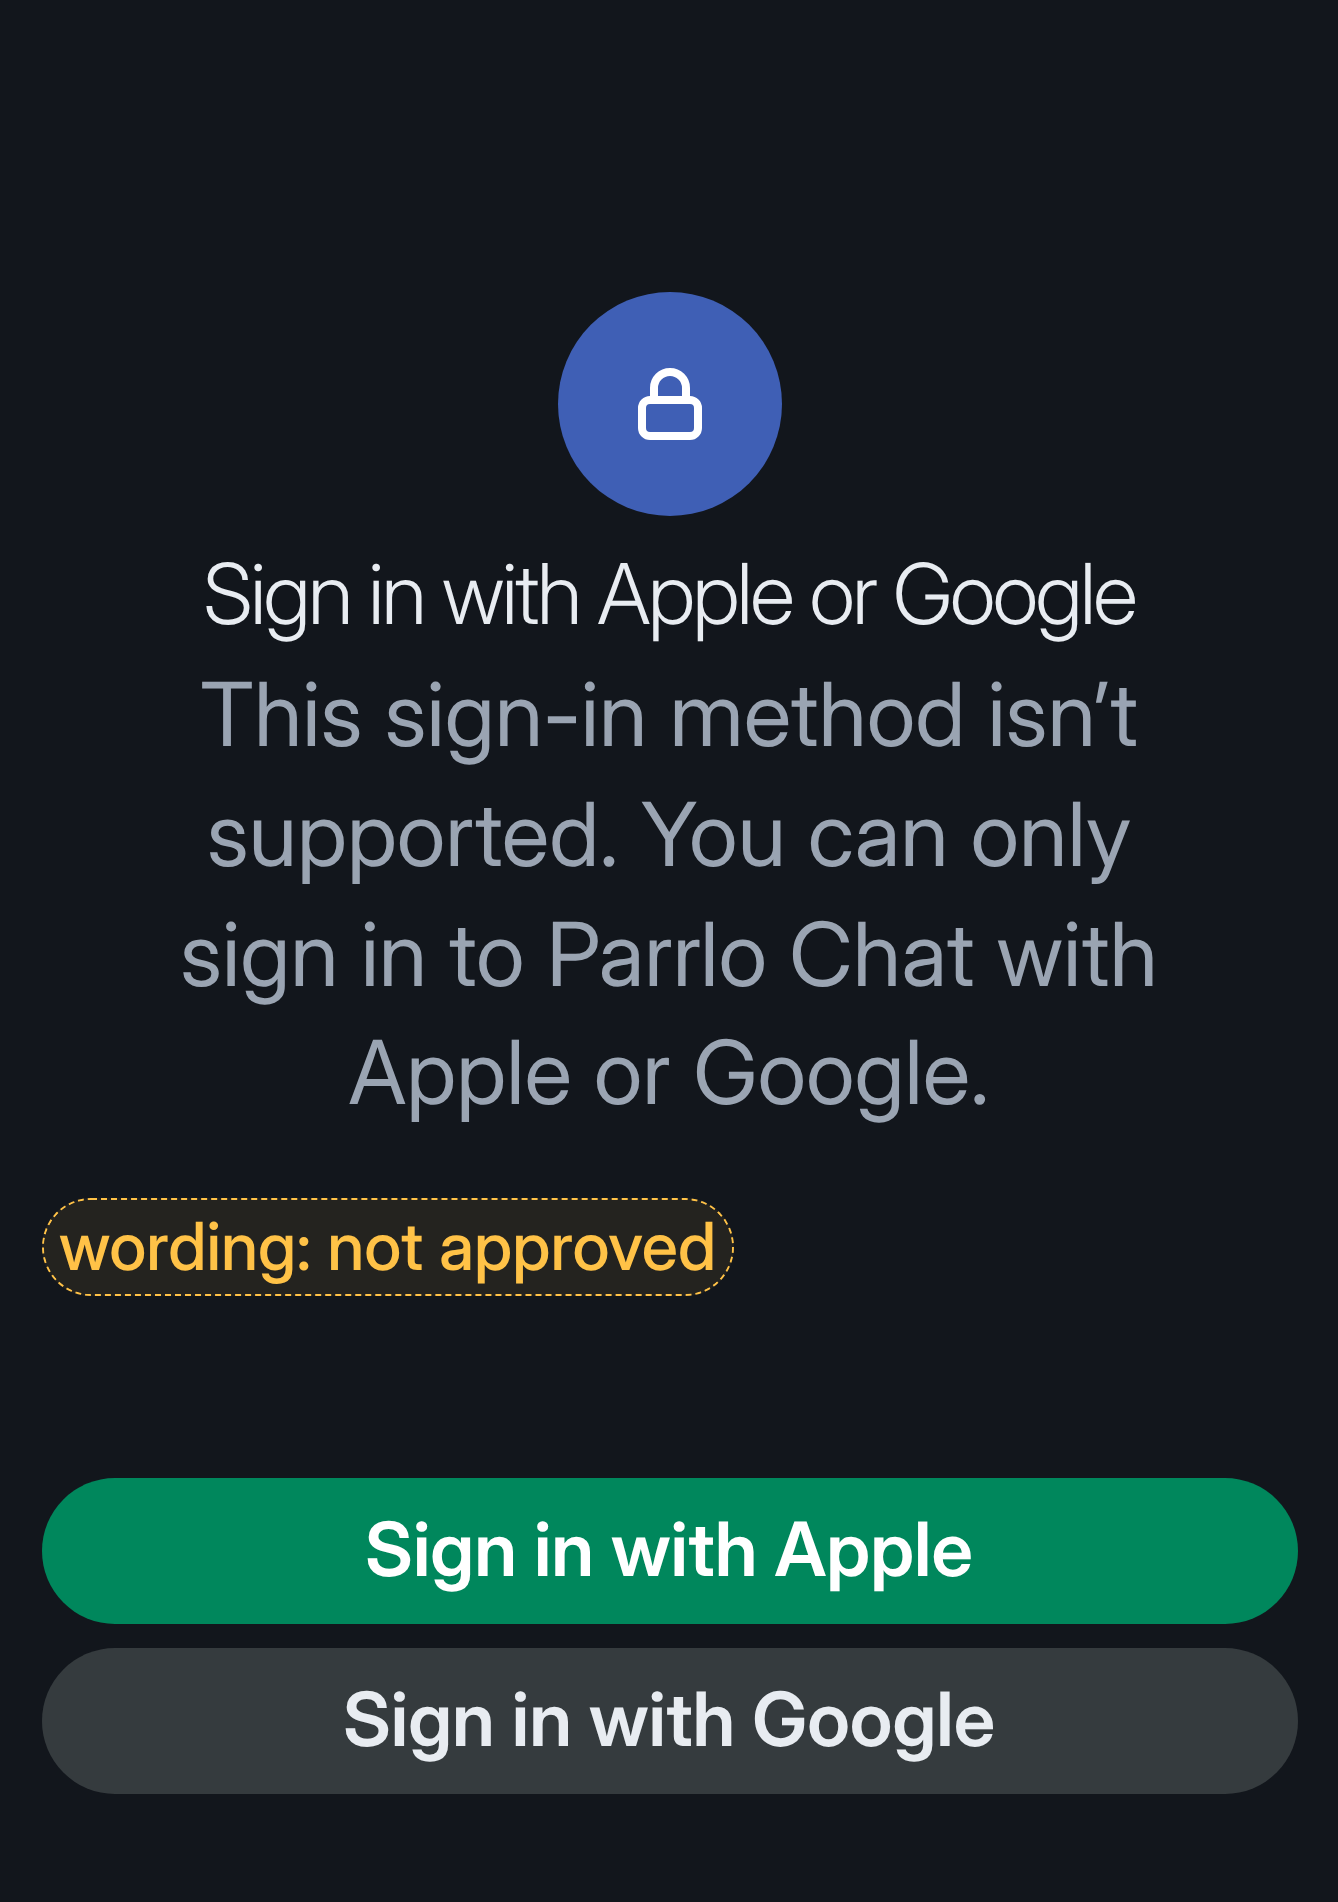 Sign in with Apple or Google
This sign-in method isn’t
supported. You can only
sign in to Parrlo Chat with
Apple or Google.
wording: not approved
Sign in with Apple
Sign in with Google